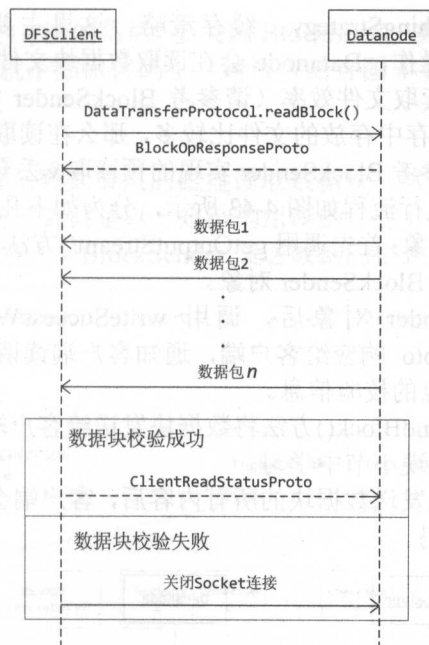 DFSClient
Datanode
DataTransferProtocol.readBlock()
BlockOpResponseProto
数据包1
数据包2
数据包n
数据块校验成功
ClientReadStatusProto
数据块校验失败
关闭Socket连接